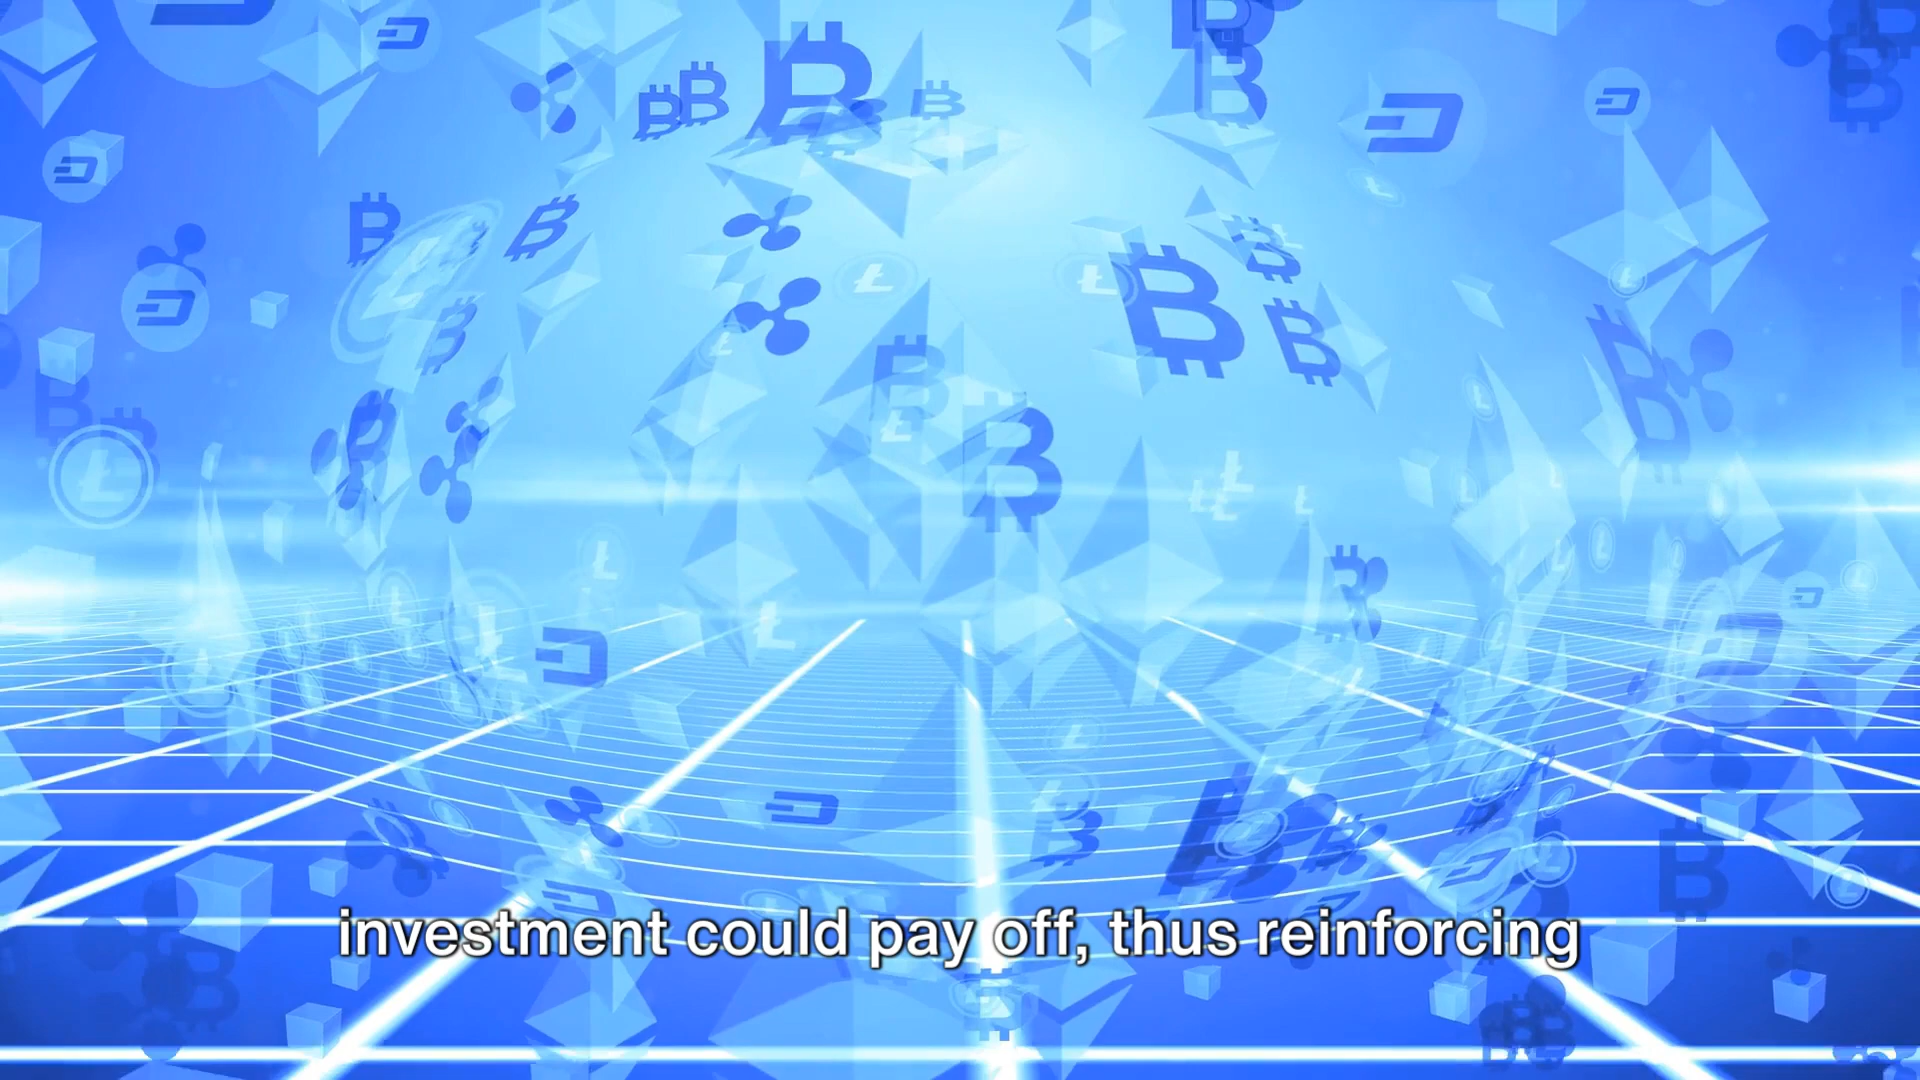 investment could pay off, thus reinforcing